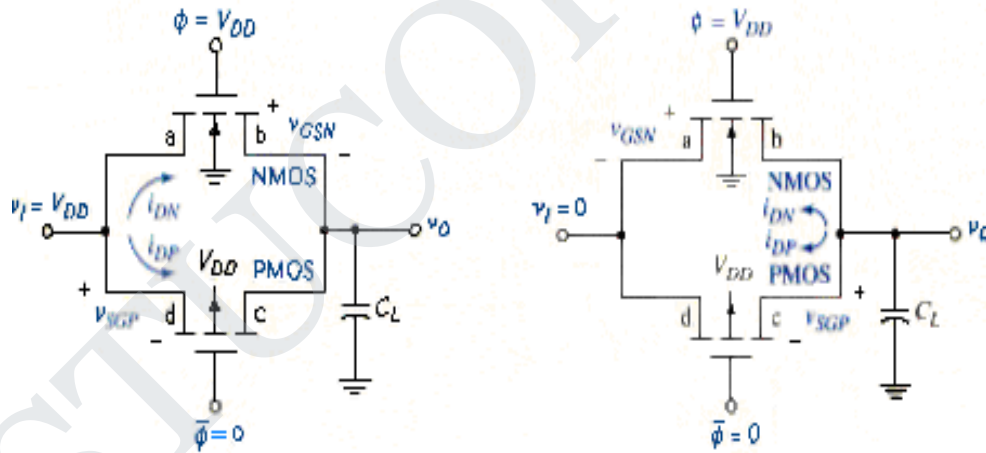 ϕ = V_DD
a
b
+
v_GSN
−
NMOS
v_I = V_DD
i_DN
i_DP
V_DD
PMOS
v_O
+
v_SGP
−
d
c
C_L
ϕ̄ = 0
ϕ = V_DD
+
v_GSN
−
a
b
NMOS
i_DN
v_I = 0
i_DP
v_O
V_DD
PMOS
+
d
c
v_SGP
−
C_L
ϕ̄ = 0